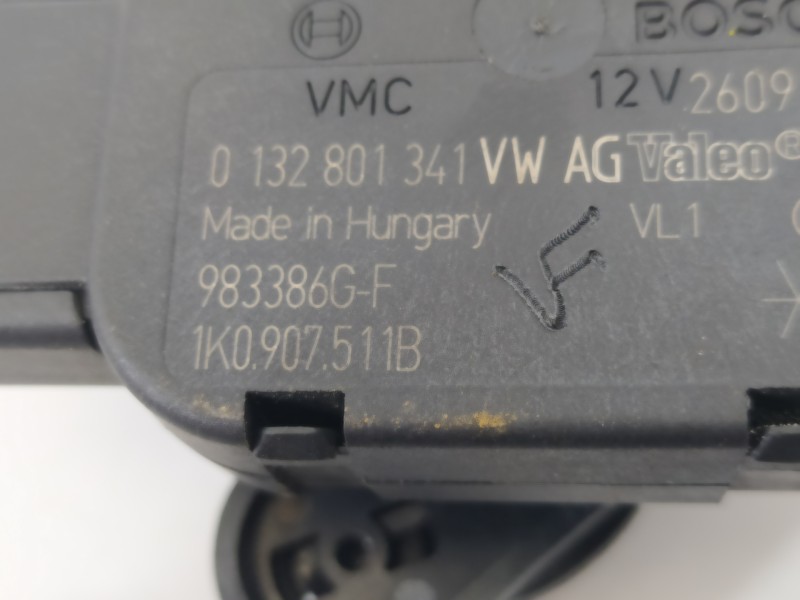 BOSC
VMC 12V 2609
0 132 801 341 VW AG Valeo®
Made in Hungary VL1
983386G-F
1K0.907.511B